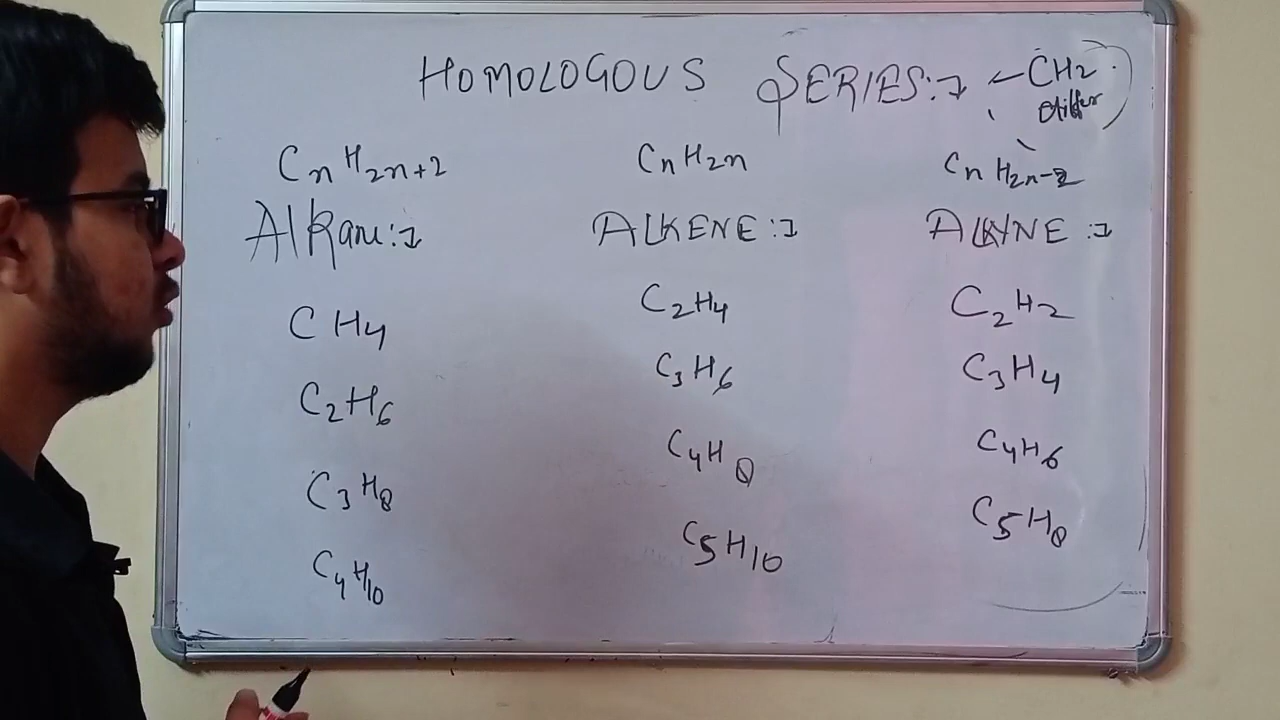 HOMOLOGOUS SERIES:→ ←CH2
differ
CnH2n+2
CnH2n
CnH2n-2
Alkane:→
ALKENE:→
ALKYNE:→
CH4
C2H4
C2H2
C2H6
C3H6
C3H4
C3H8
C4H8
C4H6
C4H10
C5H10
C5H8